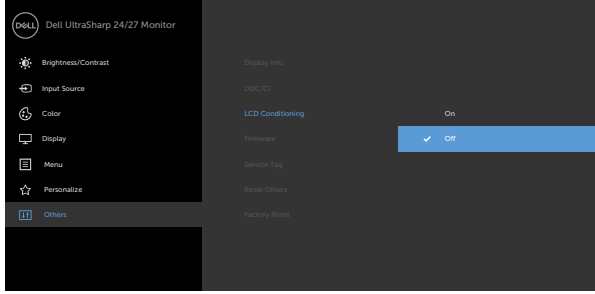 DELL
Dell UltraSharp 24/27 Monitor
Brightness/Contrast
Input Source
Color
Display
Menu
Personalize
Others
Display Info
DDC/CI
LCD Conditioning
Firmware
Service Tag
Reset Others
Factory Reset
On
Off